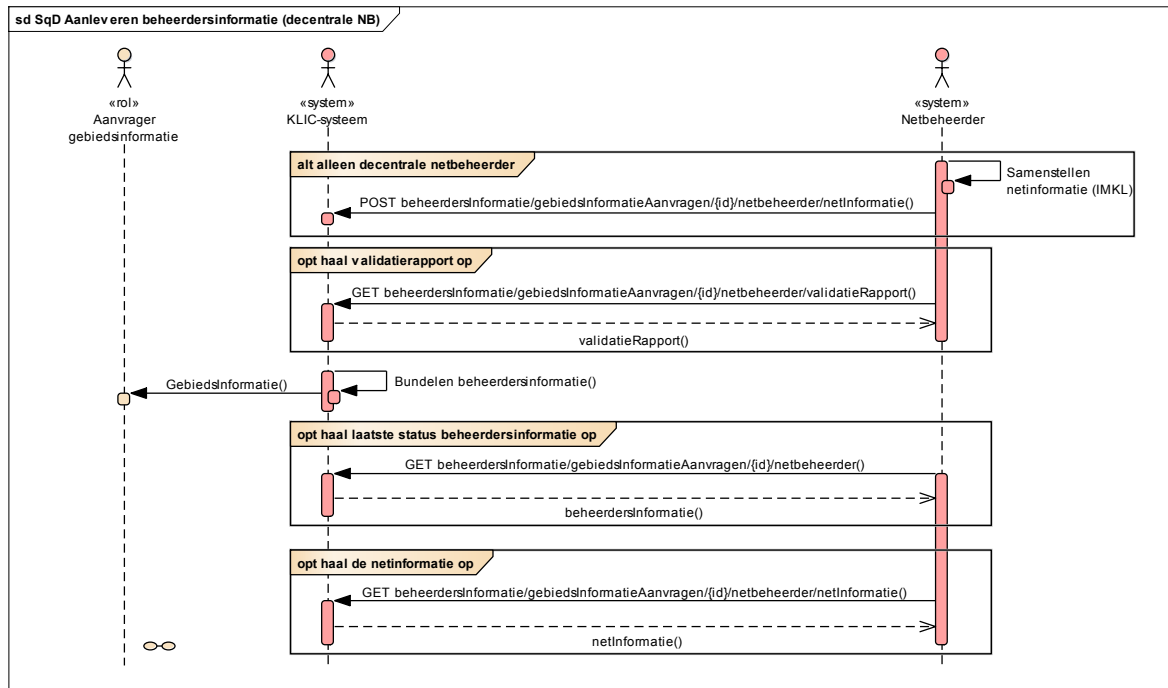 sd SqD Aanleveren beheerdersinformatie (decentrale NB)
«rol»
Aanvrager
gebiedsinformatie
«system»
KLIC-systeem
«system»
Netbeheerder
alt alleen decentrale netbeheerder
Samenstellen
netinformatie (IMKL)
POST beheerdersInformatie/gebiedsInformatieAanvragen/{id}/netbeheerder/netInformatie()
opt haal validatierapport op
GET beheerdersInformatie/gebiedsInformatieAanvragen/{id}/netbeheerder/validatieRapport()
validatieRapport()
Bundelen beheerdersinformatie()
GebiedsInformatie()
opt haal laatste status beheerdersinformatie op
GET beheerdersInformatie/gebiedsInformatieAanvragen/{id}/netbeheerder()
beheerdersInformatie()
opt haal de netinformatie op
GET beheerdersInformatie/gebiedsInformatieAanvragen/{id}/netbeheerder/netInformatie()
netInformatie()